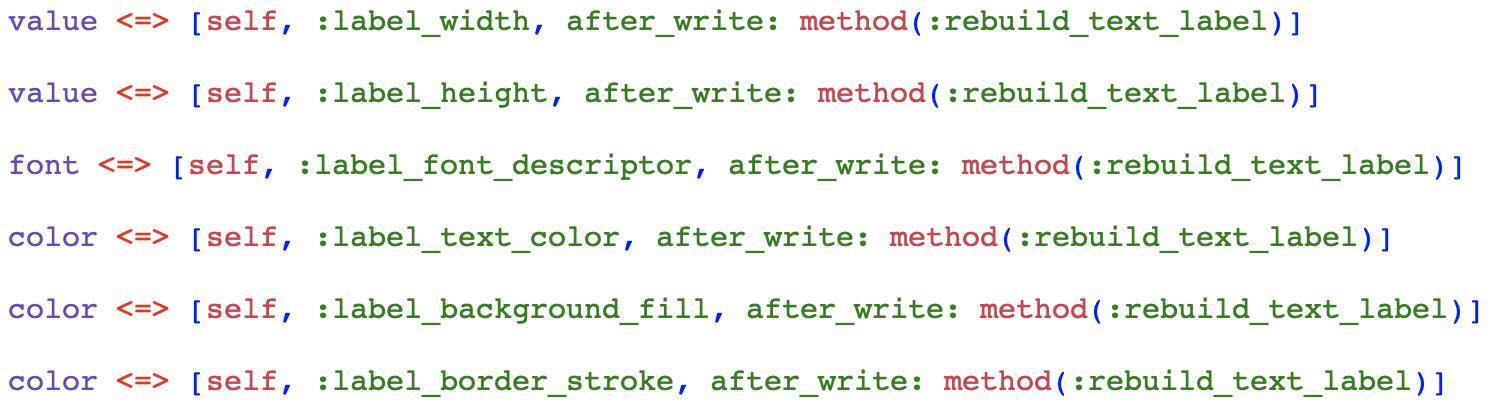 value <=> [self, :label_width, after_write: method(:rebuild_text_label)]
value <=> [self, :label_height, after_write: method(:rebuild_text_label)]
font <=> [self, :label_font_descriptor, after_write: method(:rebuild_text_label)]
color <=> [self, :label_text_color, after_write: method(:rebuild_text_label)]
color <=> [self, :label_background_fill, after_write: method(:rebuild_text_label)]
color <=> [self, :label_border_stroke, after_write: method(:rebuild_text_label)]